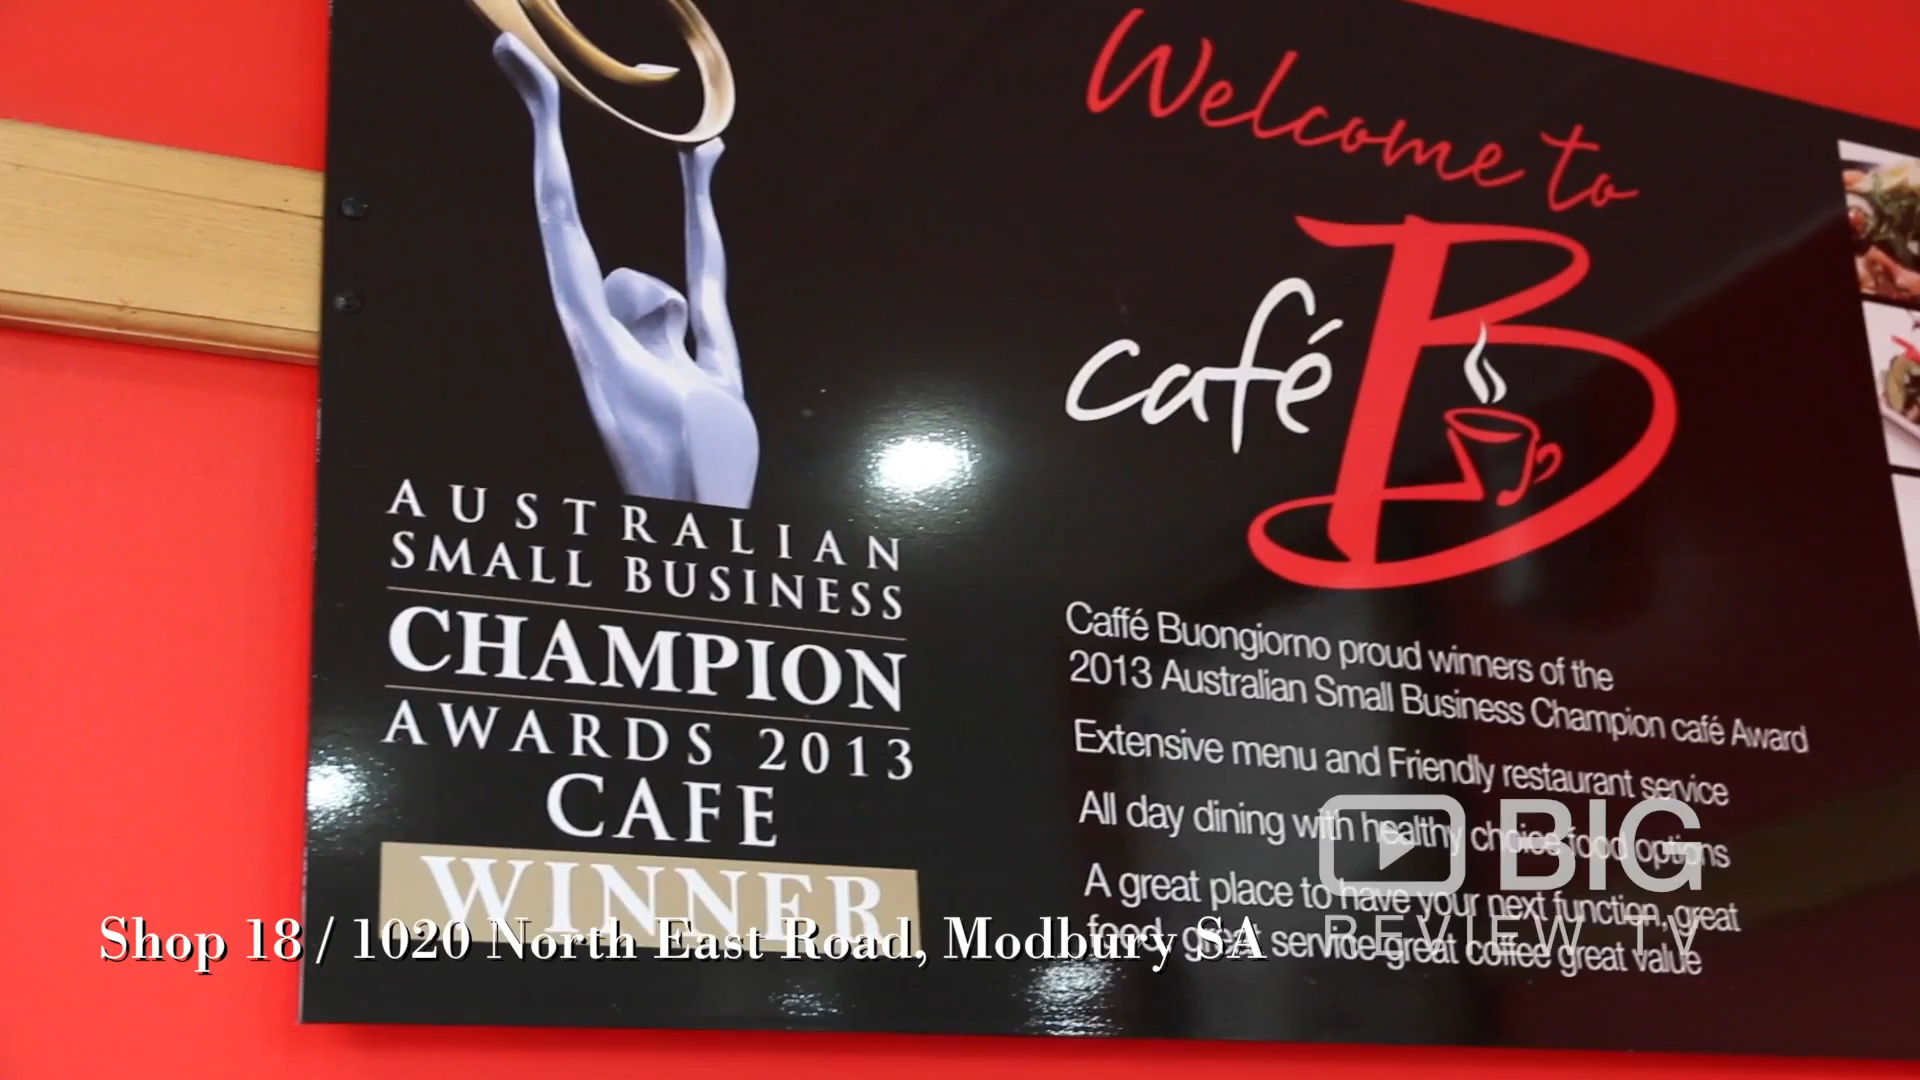 AUSTRALIAN
SMALL BUSINESS
CHAMPION
AWARDS 2013
CAFE
WINNER
Welcome to
café B
Caffé Buongiorno proud winners of the
2013 Australian Small Business Champion café Award
Extensive menu and Friendly restaurant service
All day dining with healthy choice food options
A great place to have your next function, great
food, great service great coffee great value
Shop 18 / 1020 North East Road, Modbury SA
BIG
REVIEW TV